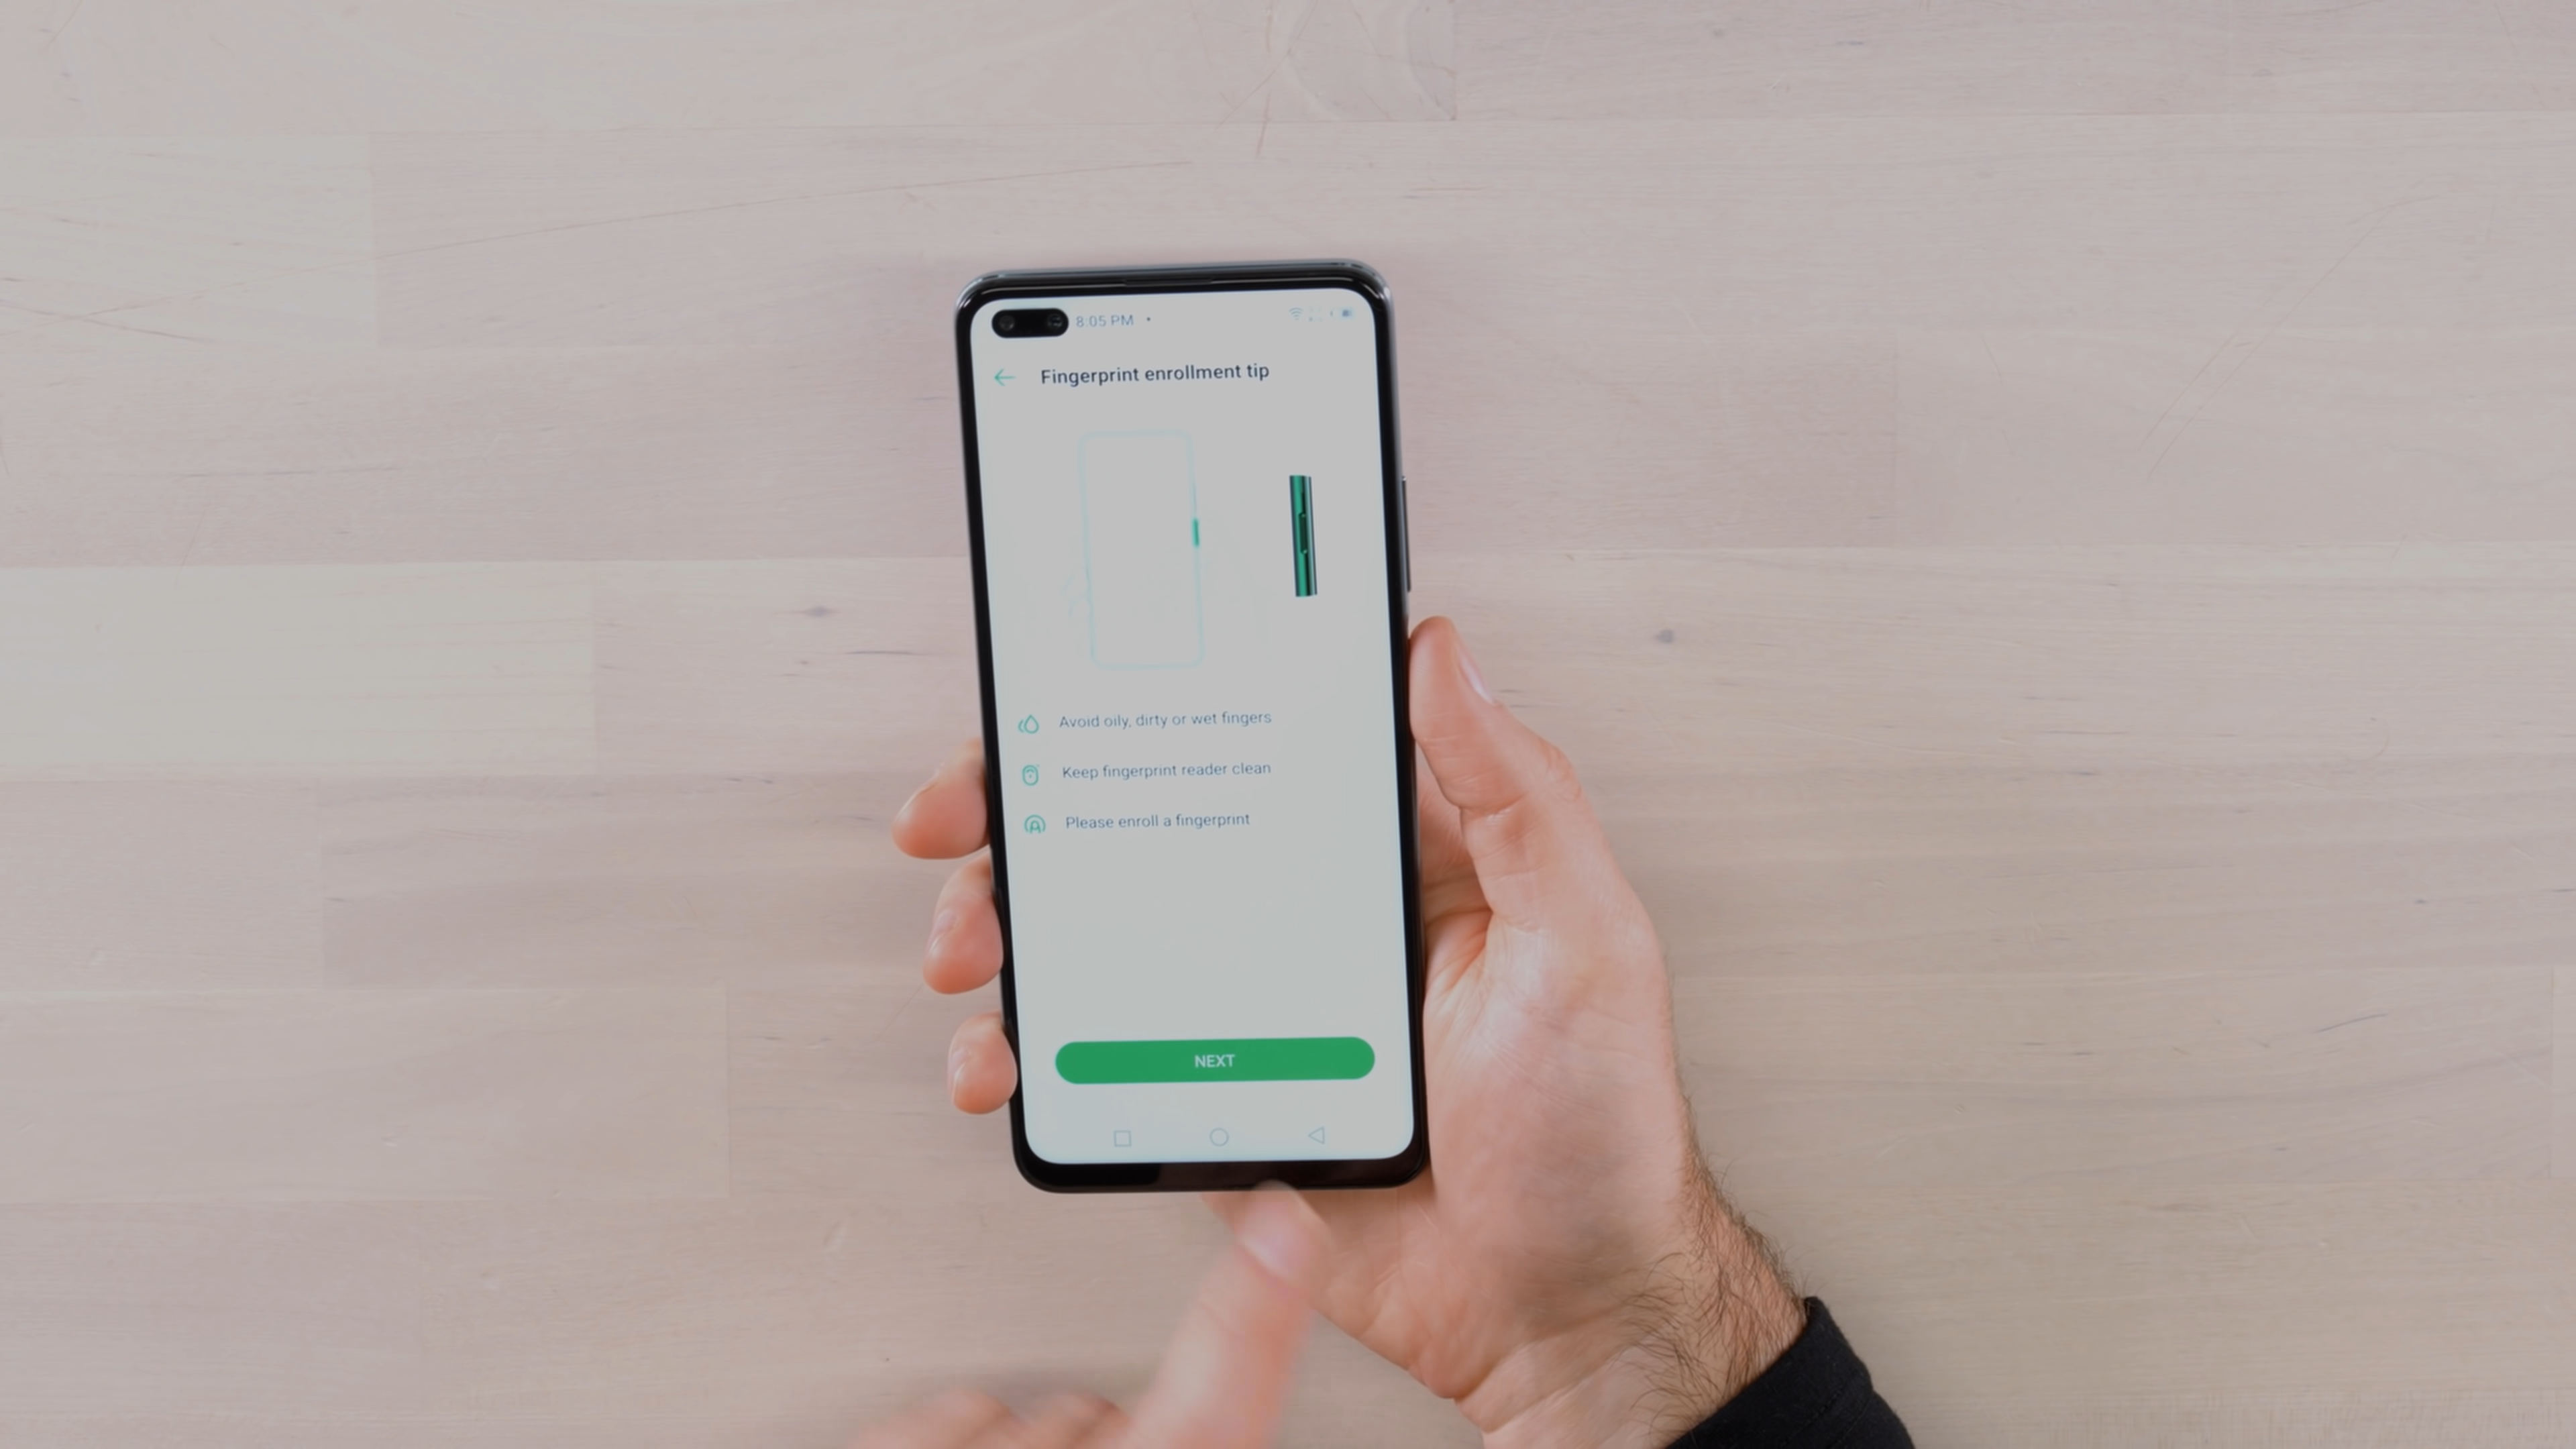 8:05 PM
Fingerprint enrollment tip
Avoid oily, dirty or wet fingers
Keep fingerprint reader clean
Please enroll a fingerprint
NEXT